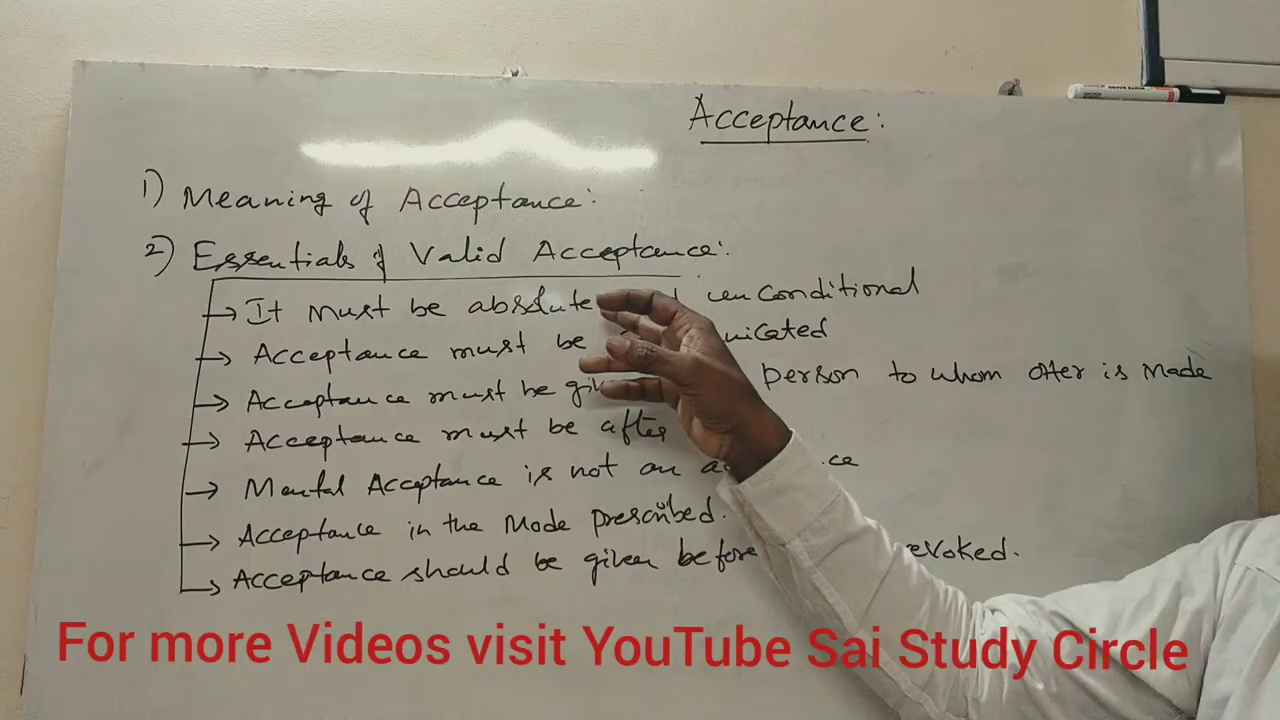 Acceptance:
1) Meaning of Acceptance:
2) Essentials of Valid Acceptance:
→ It must be absolute unconditional
→ Acceptance must be
→ Acceptance must be person to whom offer is Made
→ Acceptance must be after
→ Mental Acceptance is not an
→ Acceptance in the Mode Prescribed.
→ Acceptance should be given before
For more Videos visit YouTube Sai Study Circle